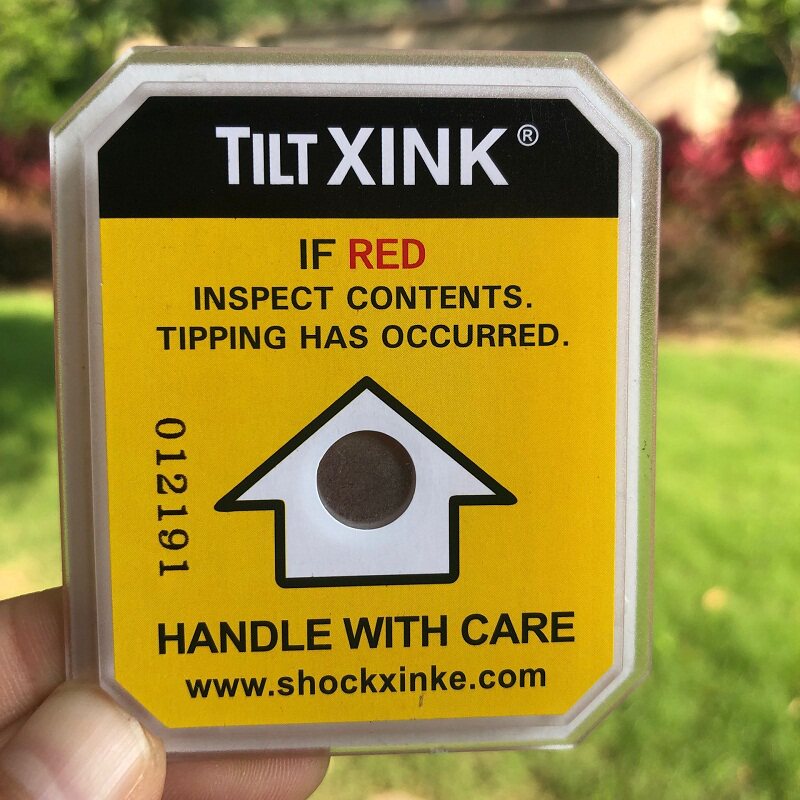 TILT XINK®
IF RED
INSPECT CONTENTS.
TIPPING HAS OCCURRED.
012191
HANDLE WITH CARE
www.shockxinke.com